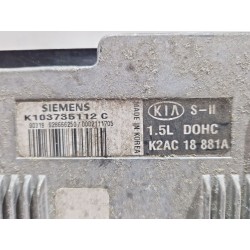 SIEMENS
K103735112 C
MADE IN KOREA
KIA S-II
1.5L DOHC
K2AC 18 881A